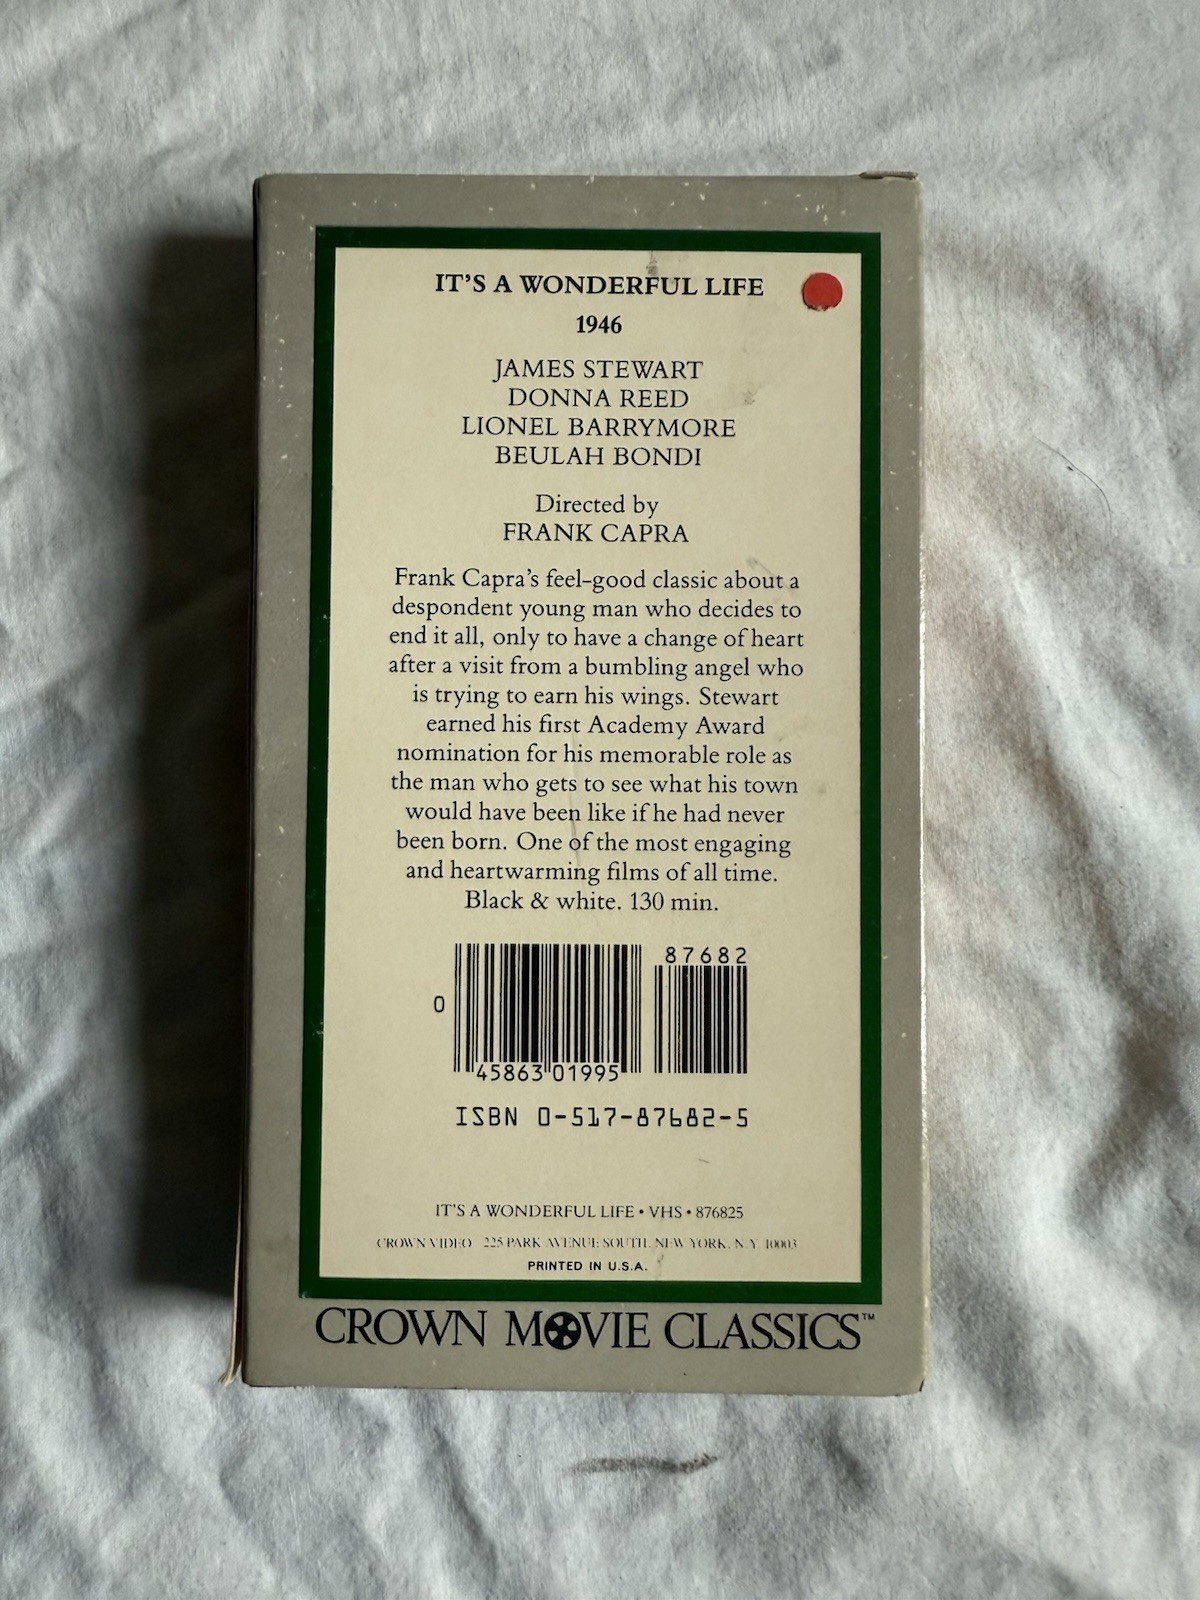 IT'S A WONDERFUL LIFE
1946
JAMES STEWART
DONNA REED
LIONEL BARRYMORE
BEULAH BONDI
Directed by
FRANK CAPRA
Frank Capra's feel-good classic about a
despondent young man who decides to
end it all, only to have a change of heart
after a visit from a bumbling angel who
is trying to earn his wings. Stewart
earned his first Academy Award
nomination for his memorable role as
the man who gets to see what his town
would have been like if he had never
been born. One of the most engaging
and heartwarming films of all time.
Black & white. 130 min.
87682
0
45863 01995
ISBN 0-517-87682-5
IT'S A WONDERFUL LIFE • VHS • 876825
CROWN VIDEO 225 PARK AVENUE SOUTH, NEW YORK, N.Y. 10003
PRINTED IN U.S.A.
CROWN MOVIE CLASSICS™